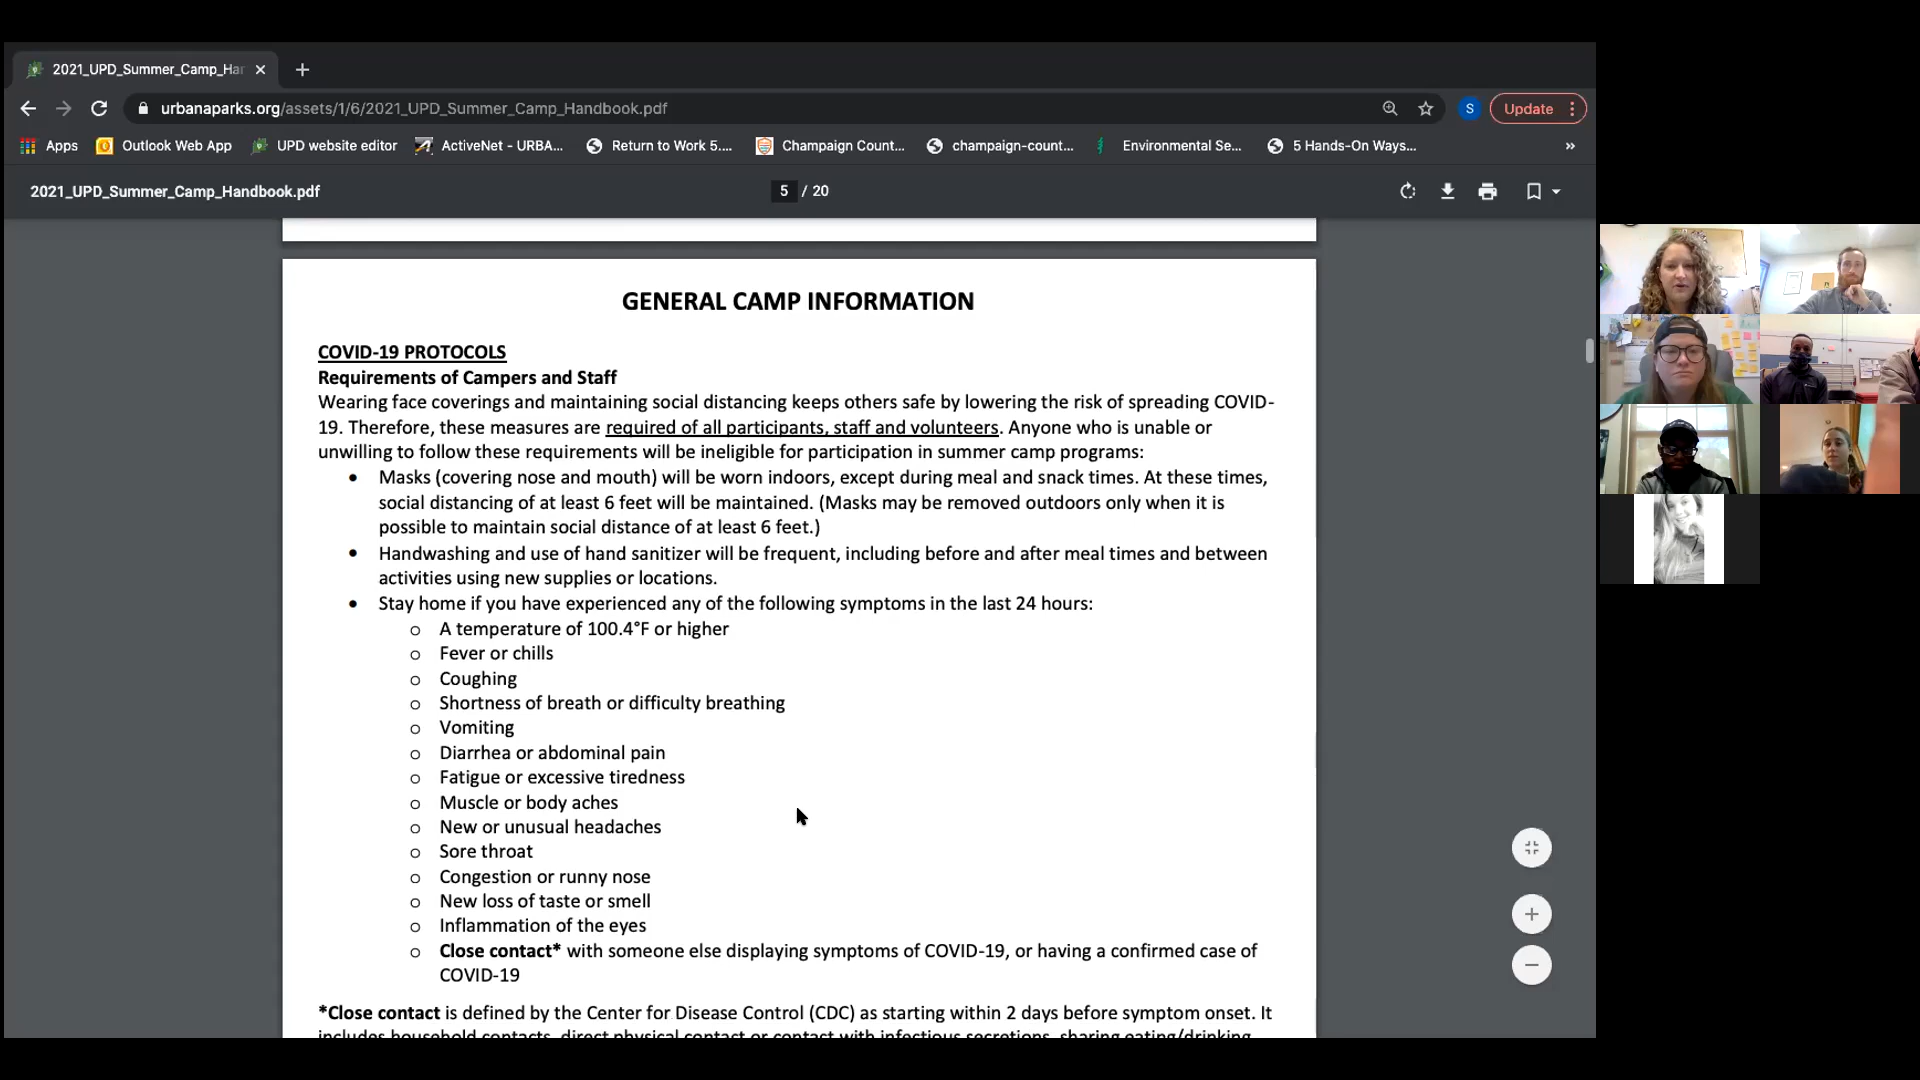 2021_UPD_Summer_Camp_Har
urbanaparks.org/assets/1/6/2021_UPD_Summer_Camp_Handbook.pdf
S
Update
Apps
Outlook Web App
UPD website editor
ActiveNet - URBA...
Return to Work 5....
Champaign Count...
champaign-count...
Environmental Se...
5 Hands-On Ways...
»
2021_UPD_Summer_Camp_Handbook.pdf
5 / 20
GENERAL CAMP INFORMATION
COVID-19 PROTOCOLS
Requirements of Campers and Staff
Wearing face coverings and maintaining social distancing keeps others safe by lowering the risk of spreading COVID-
19. Therefore, these measures are required of all participants, staff and volunteers. Anyone who is unable or
unwilling to follow these requirements will be ineligible for participation in summer camp programs:
• Masks (covering nose and mouth) will be worn indoors, except during meal and snack times. At these times,
social distancing of at least 6 feet will be maintained. (Masks may be removed outdoors only when it is
possible to maintain social distance of at least 6 feet.)
• Handwashing and use of hand sanitizer will be frequent, including before and after meal times and between
activities using new supplies or locations.
• Stay home if you have experienced any of the following symptoms in the last 24 hours:
o A temperature of 100.4°F or higher
o Fever or chills
o Coughing
o Shortness of breath or difficulty breathing
o Vomiting
o Diarrhea or abdominal pain
o Fatigue or excessive tiredness
o Muscle or body aches
o New or unusual headaches
o Sore throat
o Congestion or runny nose
o New loss of taste or smell
o Inflammation of the eyes
o Close contact* with someone else displaying symptoms of COVID-19, or having a confirmed case of
COVID-19
*Close contact is defined by the Center for Disease Control (CDC) as starting within 2 days before symptom onset. It
includes household contacts, direct physical contact or contact with infectious secretions, sharing eating/drinking